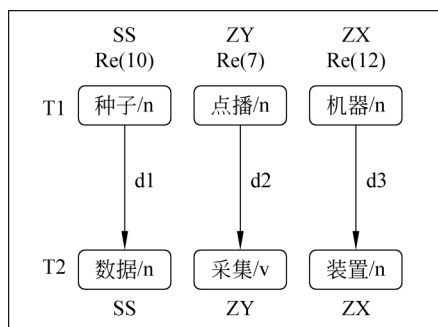 SS ZY ZX
Re(10) Re(7) Re(12)
T1 种子/n 点播/n 机器/n
d1 d2 d3
T2 数据/n 采集/v 装置/n
SS ZY ZX